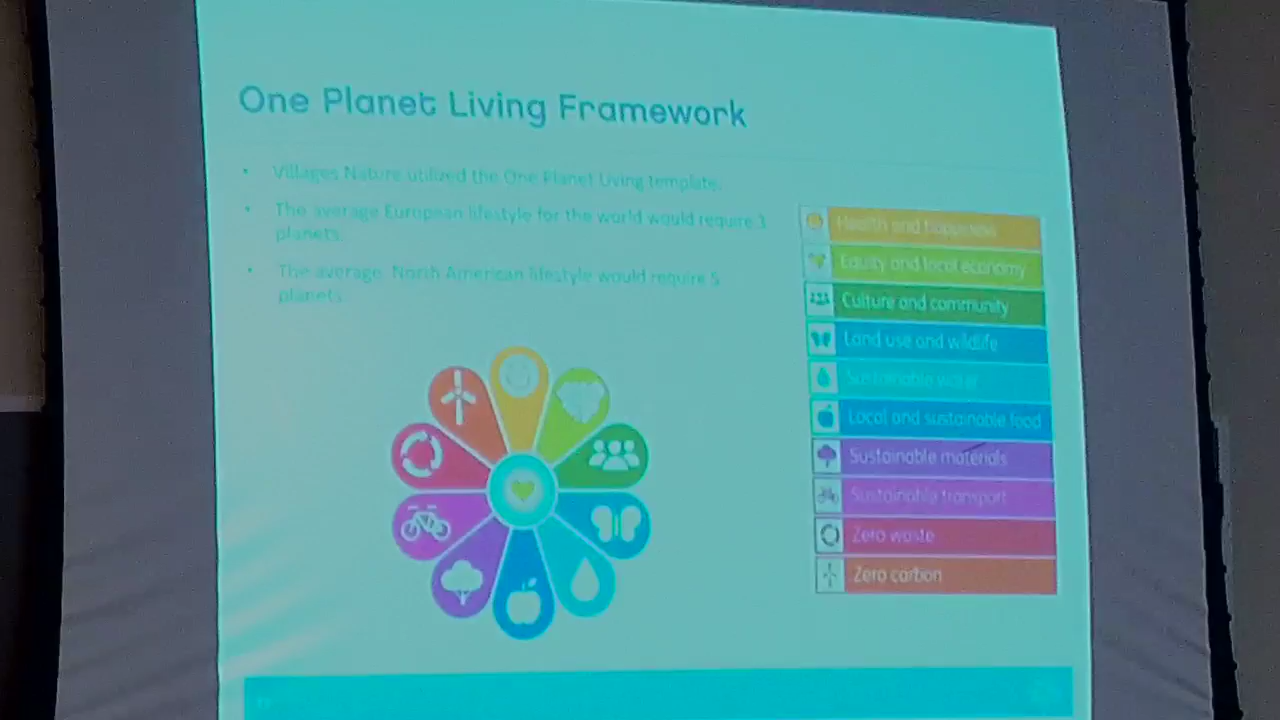 One Planet Living Framework
• Villages Nature utilized the One Planet Living template.
• The average European lifestyle for the world would require 3
planets.
• The average North American lifestyle would require 5
planets.
Health and happiness
Equity and local economy
Culture and community
Land use and wildlife
Sustainable water
Local and sustainable food
Sustainable materials
Sustainable transport
Zero waste
Zero carbon